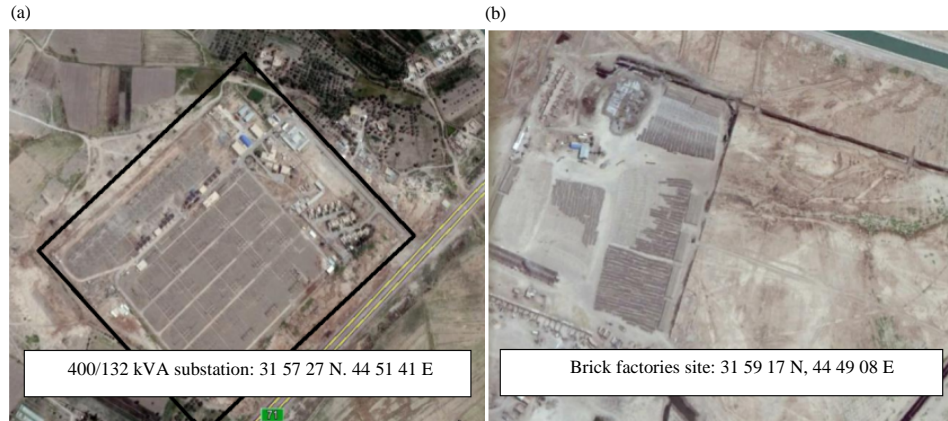 (a)
(b)
400/132 kVA substation: 31 57 27 N. 44 51 41 E
71
Brick factories site: 31 59 17 N, 44 49 08 E